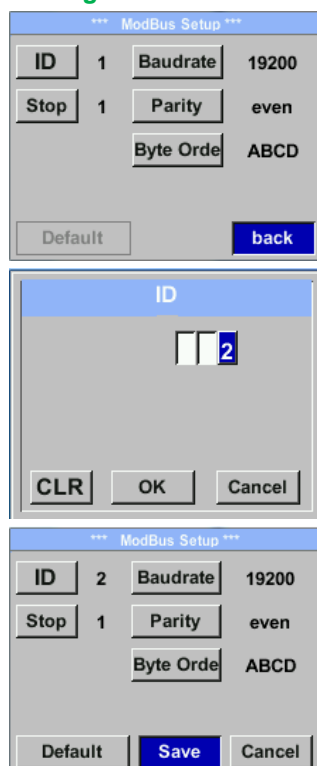 *** ModBus Setup ***
ID 1 Baudrate 19200
Stop 1 Parity even
Byte Orde ABCD
Default back
ID
2
CLR OK Cancel
*** ModBus Setup ***
ID 2 Baudrate 19200
Stop 1 Parity even
Byte Orde ABCD
Default Save Cancel